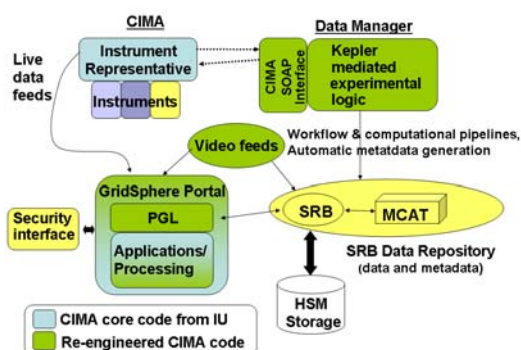 CIMA
Data Manager
Instrument
Representative
Instruments
Live
data
feeds
CIMA
SOAP
Interface
Kepler
mediated
experimental
logic
Video feeds
Workflow & computational pipelines,
Automatic metatdata generation
GridSphere Portal
PGL
Applications/
Processing
Security
interface
SRB
MCAT
SRB Data Repository
(data and metadata)
HSM
Storage
CIMA core code from IU
Re-engineered CIMA code